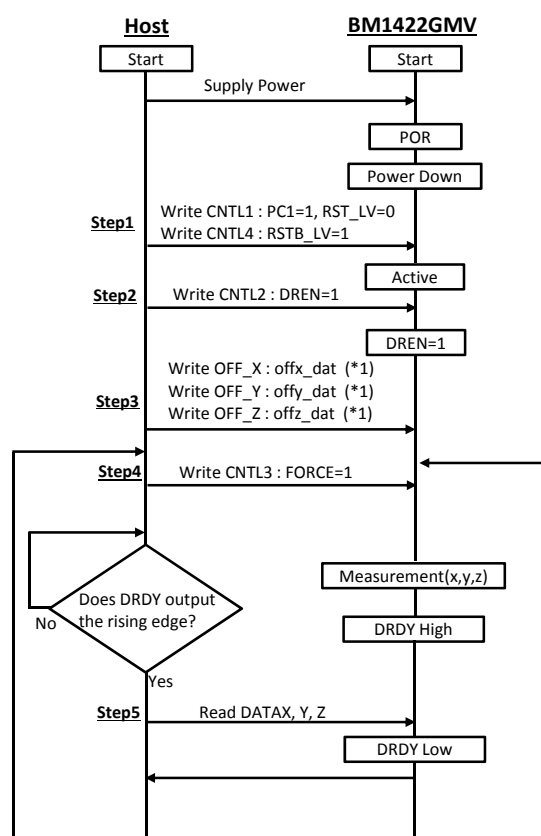 Host
BM1422GMV
Start
Start
Supply Power
POR
Power Down
Step1
Write CNTL1 : PC1=1, RST_LV=0
Write CNTL4 : RSTB_LV=1
Active
Step2
Write CNTL2 : DREN=1
DREN=1
Write OFF_X : offx_dat (*1)
Write OFF_Y : offy_dat (*1)
Step3
Write OFF_Z : offz_dat (*1)
Step4
Write CNTL3 : FORCE=1
Measurement(x,y,z)
Does DRDY output
the rising edge?
No
DRDY High
Yes
Step5
Read DATAX, Y, Z
DRDY Low